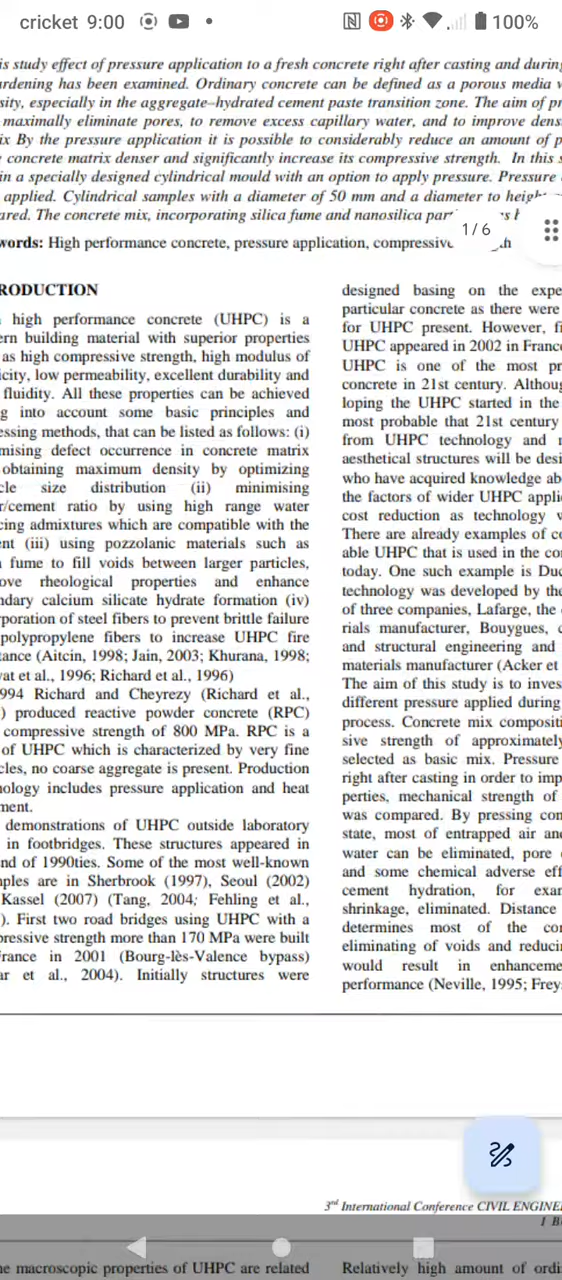 cricket 9:00
100%
is study effect of pressure application to a fresh concrete right after casting and during
rdening has been examined. Ordinary concrete can be defined as a porous media
sity, especially in the aggregate–hydrated cement paste transition zone. The aim of
maximally eliminate pores, to remove excess capillary water, and to improve
ix By the pressure application it is possible to considerably reduce an amount of
concrete matrix denser and significantly increase its compressive strength. In this
in a specially designed cylindrical mould with an option to apply pressure. Pressure
applied. Cylindrical samples with a diameter of 50 mm and a diameter to
ared. The concrete mix, incorporating silica fume and nanosilica
1 / 6
words: High performance concrete, pressure application,
RODUCTION
high performance concrete (UHPC) is a
ern building material with superior properties
as high compressive strength, high modulus of
icity, low permeability, excellent durability and
fluidity. All these properties can be achieved
g into account some basic principles and
essing methods, that can be listed as follows: (i)
mising defect occurrence in concrete matrix
obtaining maximum density by optimizing
cle size distribution (ii) minimising
r/cement ratio by using high range water
cing admixtures which are compatible with the
ent (iii) using pozzolanic materials such as
fume to fill voids between larger particles,
ove rheological properties and enhance
ndary calcium silicate hydrate formation (iv)
rporation of steel fibers to prevent brittle failure
polypropylene fibers to increase UHPC fire
tance (Aitcin, 1998; Jain, 2003; Khurana, 1998;
at et al., 1996; Richard et al., 1996)
994 Richard and Cheyrezy (Richard et al.,
) produced reactive powder concrete (RPC)
compressive strength of 800 MPa. RPC is a
of UHPC which is characterized by very fine
cles, no coarse aggregate is present. Production
nology includes pressure application and heat
ment.
demonstrations of UHPC outside laboratory
in footbridges. These structures appeared in
nd of 1990ties. Some of the most well-known
ples are in Sherbrook (1997), Seoul (2002)
Kassel (2007) (Tang, 2004; Fehling et al.,
). First two road bridges using UHPC with a
pressive strength more than 170 MPa were built
France in 2001 (Bourg-lès-Valence bypass)
ar et al., 2004). Initially structures were
designed basing on the expe
particular concrete as there were
for UHPC present. However, fi
UHPC appeared in 2002 in France
UHPC is one of the most pr
concrete in 21st century. Althoug
loping the UHPC started in the
most probable that 21st century
from UHPC technology and
aesthetical structures will be desi
who have acquired knowledge ab
the factors of wider UHPC appli
cost reduction as technology
There are already examples of co
able UHPC that is used in the co
today. One such example is Duc
technology was developed by the
of three companies, Lafarge, the
rials manufacturer, Bouygues,
and structural engineering and
materials manufacturer (Acker et
The aim of this study is to inves
different pressure applied during
process. Concrete mix compositi
sive strength of approximately
selected as basic mix. Pressure
right after casting in order to imp
perties, mechanical strength of
was compared. By pressing con
state, most of entrapped air an
water can be eliminated, pore
and some chemical adverse eff
cement hydration, for exam
shrinkage, eliminated. Distance
determines most of the co
eliminating of voids and reducin
would result in enhanceme
performance (Neville, 1995; Frey
3rd International Conference CIVIL ENGINE
1 B
he macroscopic properties of UHPC are related
Relatively high amount of ordi